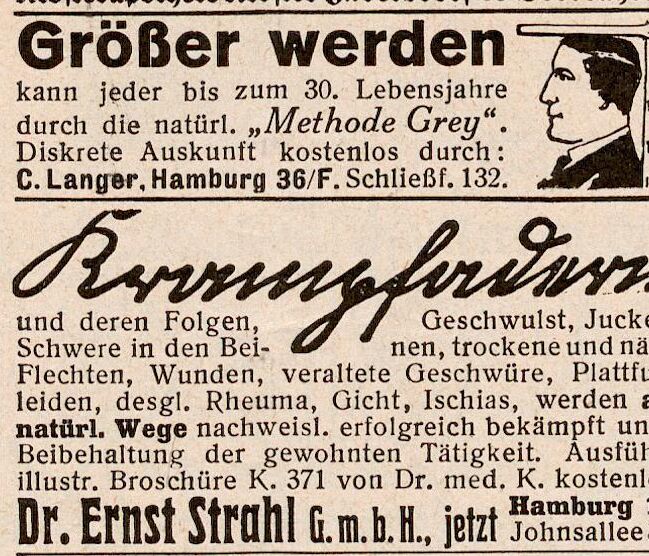 Größer werden
kann jeder bis zum 30. Lebensjahre
durch die natürl. „Methode Grey“.
Diskrete Auskunft kostenlos durch:
C. Langer, Hamburg 36/F. Schließf. 132.
Krampfadern
und deren Folgen, Geschwulst, Jucke
Schwere in den Bei- nen, trockene und nä
Flechten, Wunden, veraltete Geschwüre, Plattfu
leiden, desgl. Rheuma, Gicht, Ischias, werden a
natürl. Wege nachweisl. erfolgreich bekämpft un
Beibehaltung der gewohnten Tätigkeit. Ausfüh
illustr. Broschüre K. 371 von Dr. med. K. kostenl
Dr. Ernst Strahl G.m.b.H., jetzt Hamburg
Johnsallee